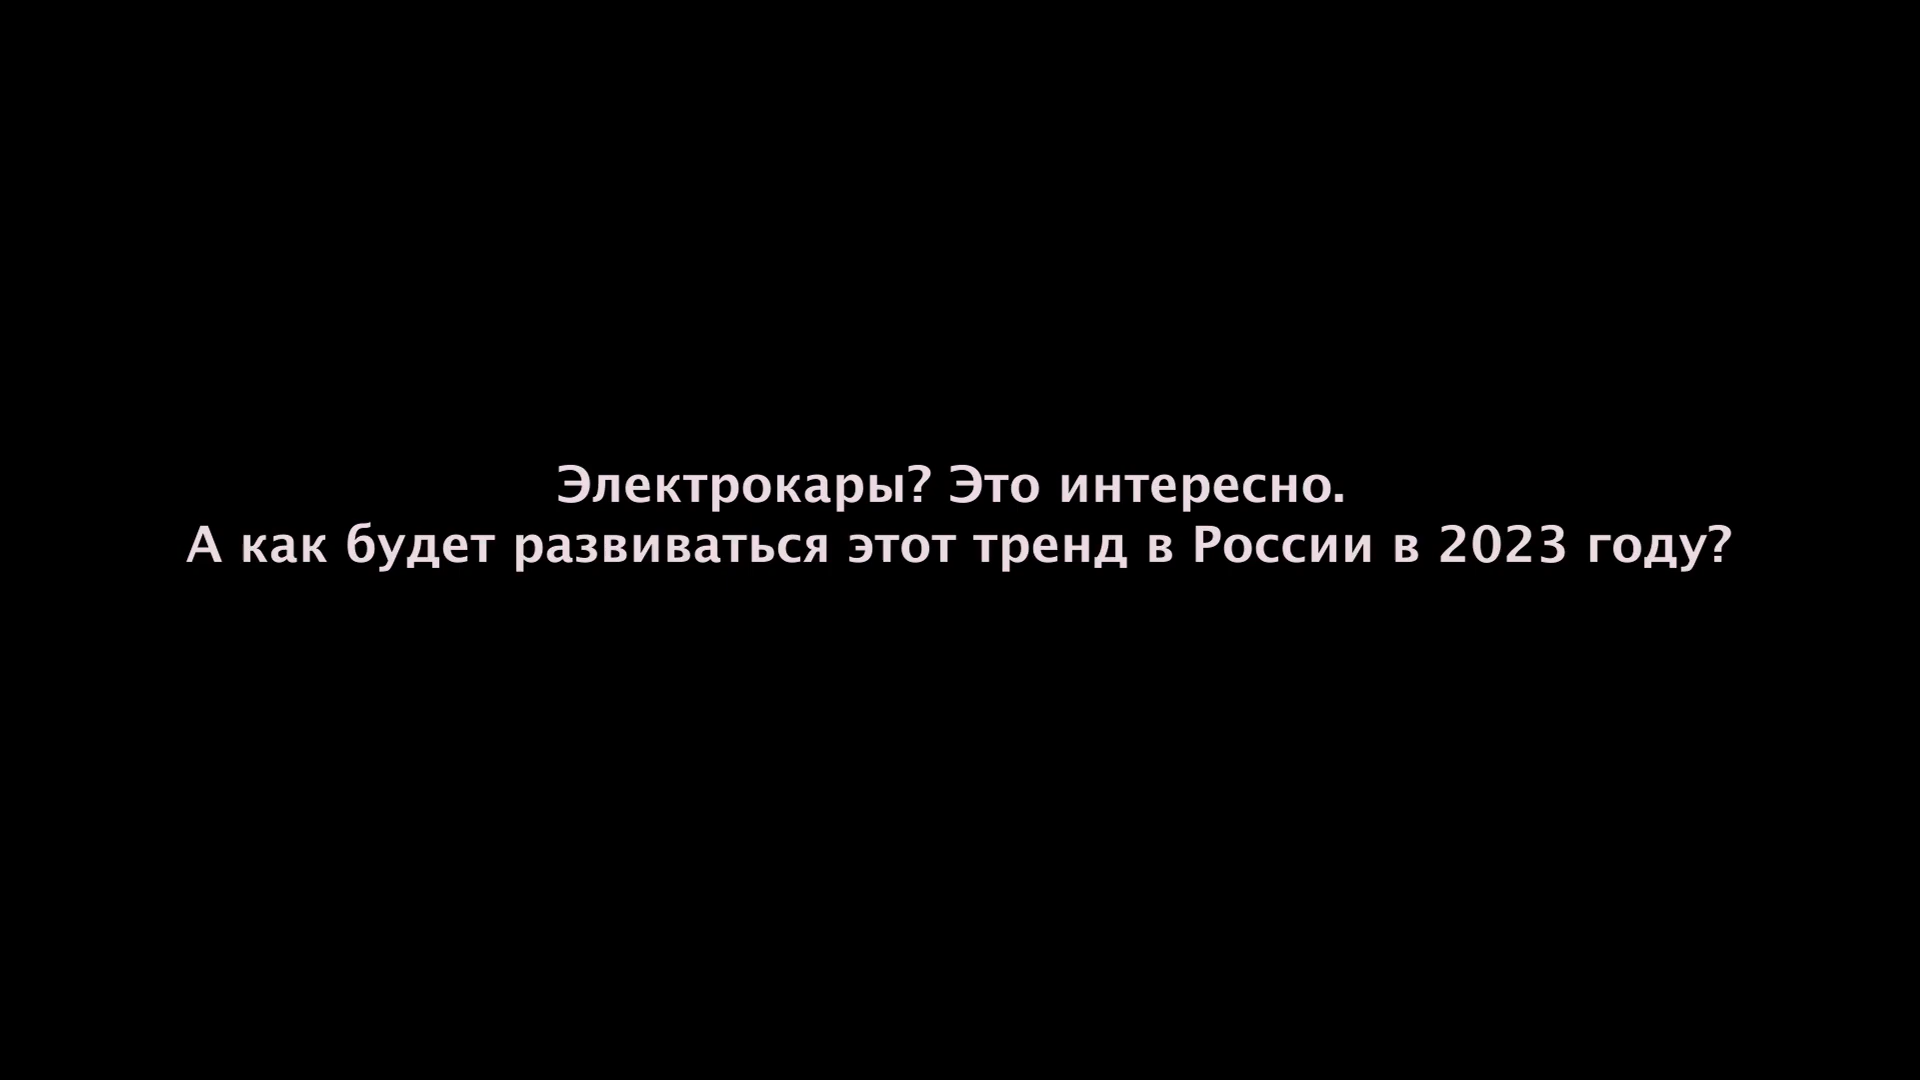 Электрокары? Это интересно.
А как будет развиваться этот тренд в России в 2023 году?